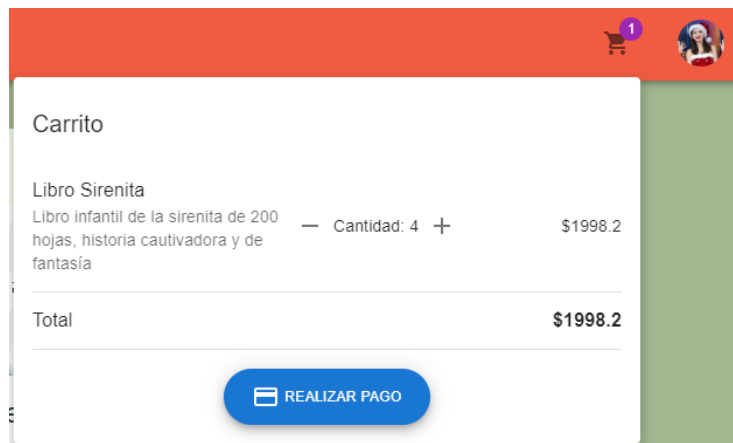 1
Carrito
Libro Sirenita
Libro infantil de la sirenita de 200
hojas, historia cautivadora y de
fantasía
Cantidad: 4
$1998.2
Total
$1998.2
REALIZAR PAGO